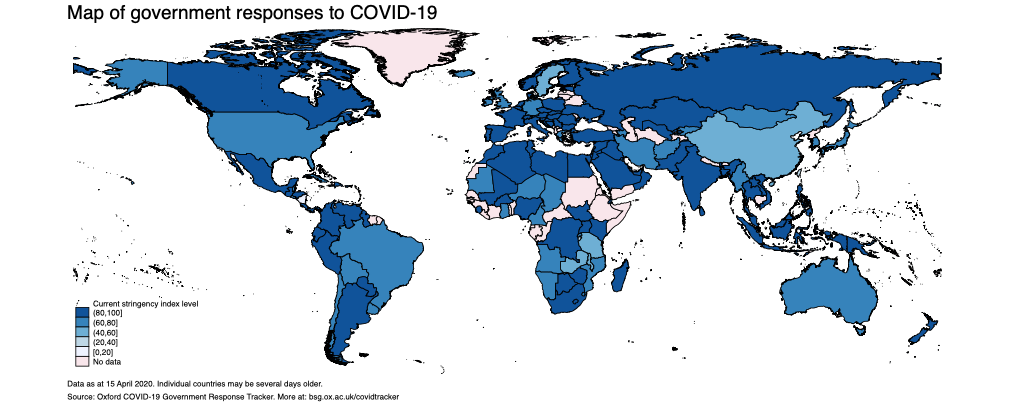 Map of government responses to COVID-19
Current stringency index level
(80,100]
(60,80]
(40,60]
(20,40]
[0,20]
No data
Data as at 15 April 2020. Individual countries may be several days older.
Source: Oxford COVID-19 Government Response Tracker. More at: bsg.ox.ac.uk/covidtracker